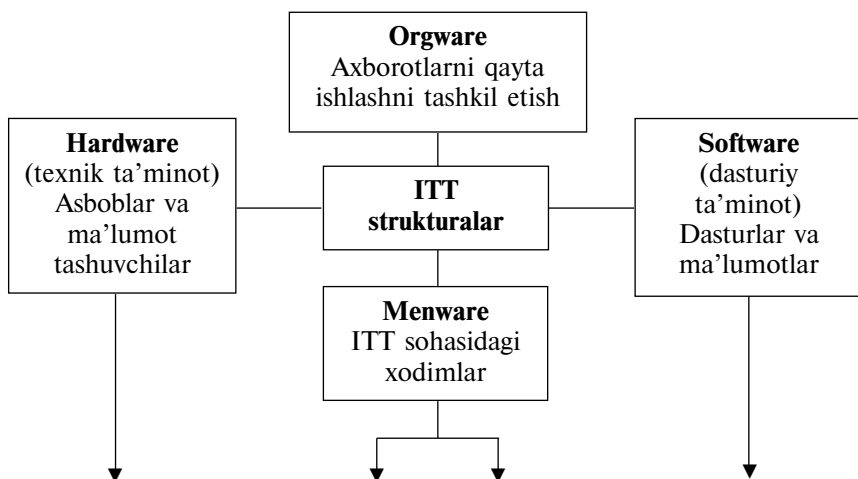 Orgware
Axborotlarni qayta
ishlashni tashkil etish
Hardware
(texnik ta’minot)
Asboblar va
ma’lumot
tashuvchilar
ITT
strukturalar
Software
(dasturiy
ta’minot)
Dasturlar va
ma’lumotlar
Menware
ITT sohasidagi
xodimlar